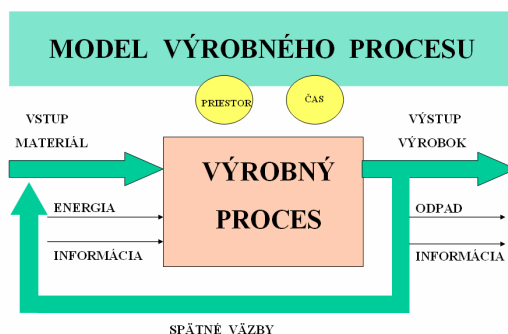 MODEL VÝROBNÉHO PROCESU
PRIESTOR
ČAS
VSTUP
MATERIÁL
VÝROBNÝ
PROCES
VÝSTUP
VÝROBOK
ENERGIA
INFORMÁCIA
ODPAD
INFORMÁCIA
SPÄTNÉ VÄZBY